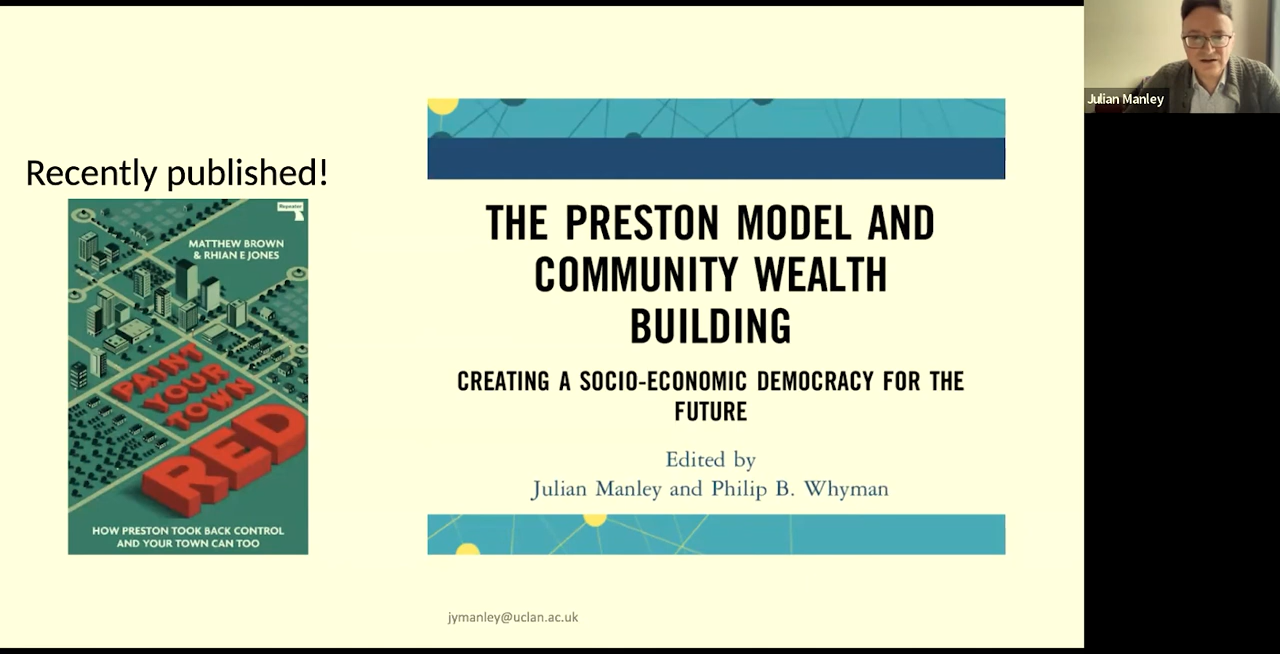 Recently published!
Repeater
MATTHEW BROWN
& RHIAN E JONES
PAINT
YOUR
TOWN
RED
HOW PRESTON TOOK BACK CONTROL
AND YOUR TOWN CAN TOO
THE PRESTON MODEL AND
COMMUNITY WEALTH
BUILDING
CREATING A SOCIO-ECONOMIC DEMOCRACY FOR THE
FUTURE
Edited by
Julian Manley and Philip B. Whyman
jymanley@uclan.ac.uk
Julian Manley